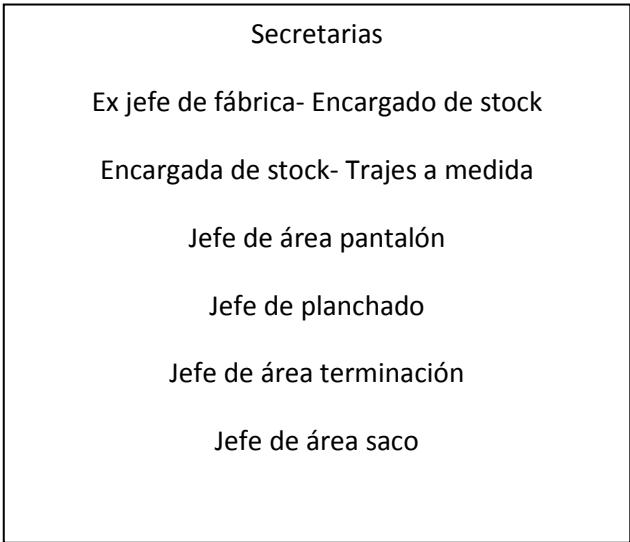 Secretarias
Ex jefe de fábrica- Encargado de stock
Encargada de stock- Trajes a medida
Jefe de área pantalón
Jefe de planchado
Jefe de área terminación
Jefe de área saco